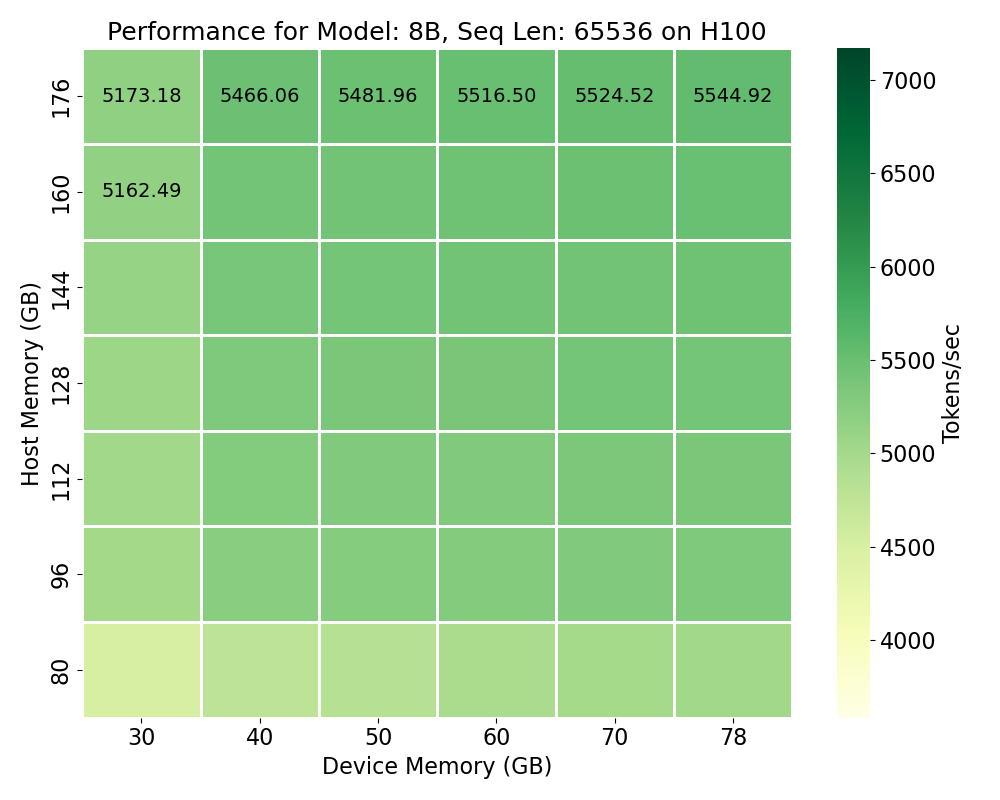 Performance for Model: 8B, Seq Len: 65536 on H100
176 5173.18 5466.06 5481.96 5516.50 5524.52 5544.92
160 5162.49
144
128
112
96
80
30 40 50 60 70 78
Device Memory (GB)
Host Memory (GB)
7000
6500
6000
5500
5000
4500
4000
Tokens/sec